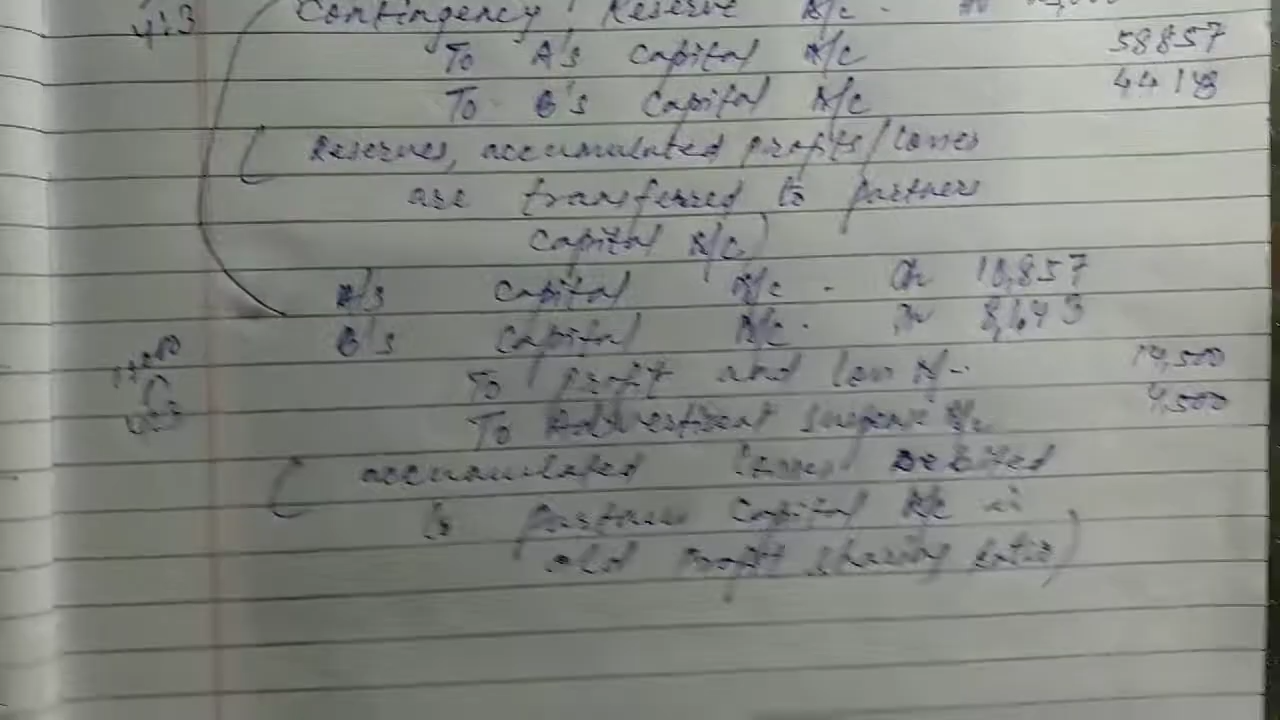 4:3 Contingency Reserve A/c . Dr
To A's Capital A/c 58857
To B's Capital A/c 44143
( Reserves, accumulated profits/losses
are transferred to partners
Capital A/c)
A's Capital A/c . Dr 10,857
B's Capital A/c . Dr 8,143
To profit and loss A/c 14,500
To Advertisment suspense A/c 4,500
( accumulated losses Debited
to partners Capital A/c in
old profit sharing ratio)